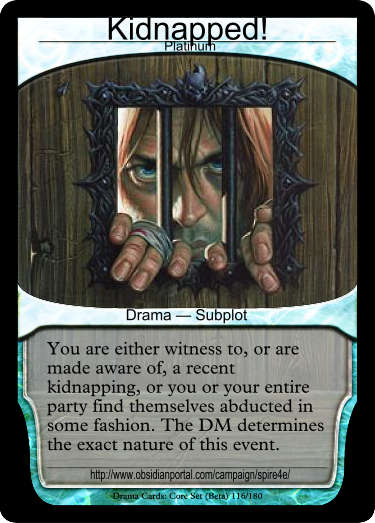 Kidnapped!
Platinum
Drama — Subplot
You are either witness to, or are
made aware of, a recent
kidnapping, or you or your entire
party find themselves abducted in
some fashion. The DM determines
the exact nature of this event.
http://www.obsidianportal.com/campaign/spire4e/
Drama Cards: Core Set (Beta) 116/180